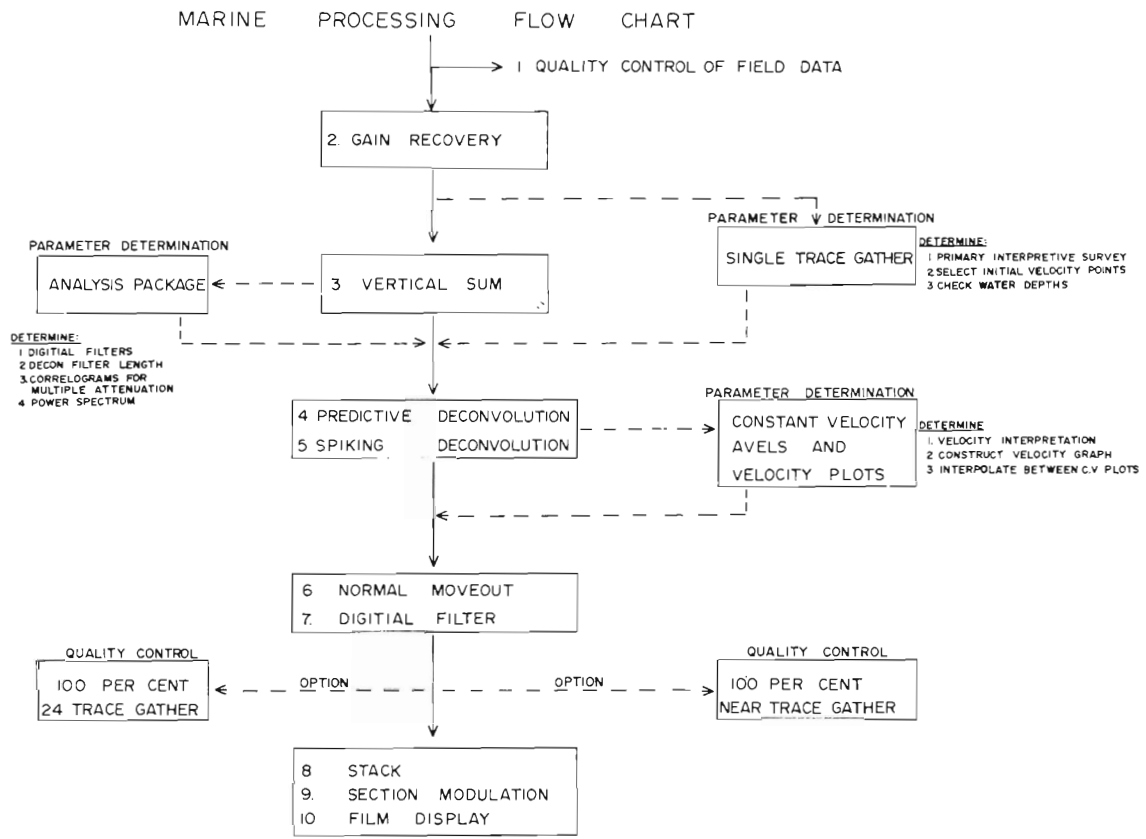 MARINE PROCESSING FLOW CHART
1 QUALITY CONTROL OF FIELD DATA
2. GAIN RECOVERY
PARAMETER DETERMINATION
SINGLE TRACE GATHER
DETERMINE:
1 PRIMARY INTERPRETIVE SURVEY
2 SELECT INITIAL VELOCITY POINTS
3 CHECK WATER DEPTHS
PARAMETER DETERMINATION
ANALYSIS PACKAGE
3 VERTICAL SUM
DETERMINE:
1 DIGITIAL FILTERS
2 DECON FILTER LENGTH
3. CORRELOGRAMS FOR
MULTIPLE ATTENUATION
4 POWER SPECTRUM
4 PREDICTIVE DECONVOLUTION
5 SPIKING DECONVOLUTION
PARAMETER DETERMINATION
CONSTANT VELOCITY
AVELS AND
VELOCITY PLOTS
DETERMINE
1. VELOCITY INTERPRETATION
2 CONSTRUCT VELOCITY GRAPH
3 INTERPOLATE BETWEEN C.V PLOTS
6 NORMAL MOVEOUT
7. DIGITIAL FILTER
QUALITY CONTROL
100 PER CENT
24 TRACE GATHER
OPTION
OPTION
QUALITY CONTROL
100 PER CENT
NEAR TRACE GATHER
8 STACK
9. SECTION MODULATION
10 FILM DISPLAY